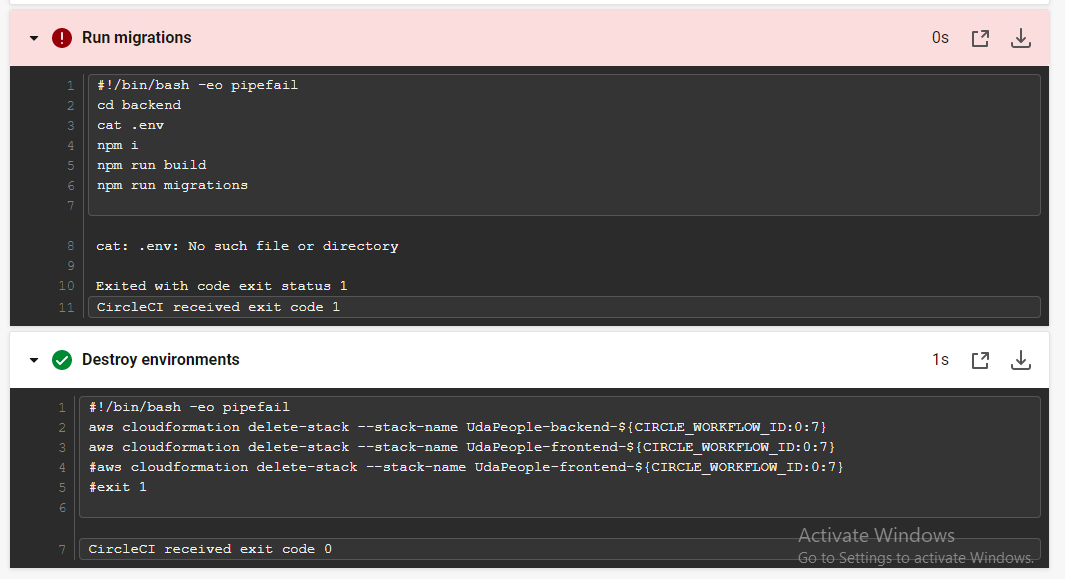 Run migrations 0s
1 #!/bin/bash -eo pipefail
2 cd backend
3 cat .env
4 npm i
5 npm run build
6 npm run migrations
7
8 cat: .env: No such file or directory
9
10 Exited with code exit status 1
11 CircleCI received exit code 1
Destroy environments 1s
1 #!/bin/bash -eo pipefail
2 aws cloudformation delete-stack --stack-name UdaPeople-backend-${CIRCLE_WORKFLOW_ID:0:7}
3 aws cloudformation delete-stack --stack-name UdaPeople-frontend-${CIRCLE_WORKFLOW_ID:0:7}
4 #aws cloudformation delete-stack --stack-name UdaPeople-frontend-${CIRCLE_WORKFLOW_ID:0:7}
5 #exit 1
6
7 CircleCI received exit code 0
Activate Windows
Go to Settings to activate Windows.